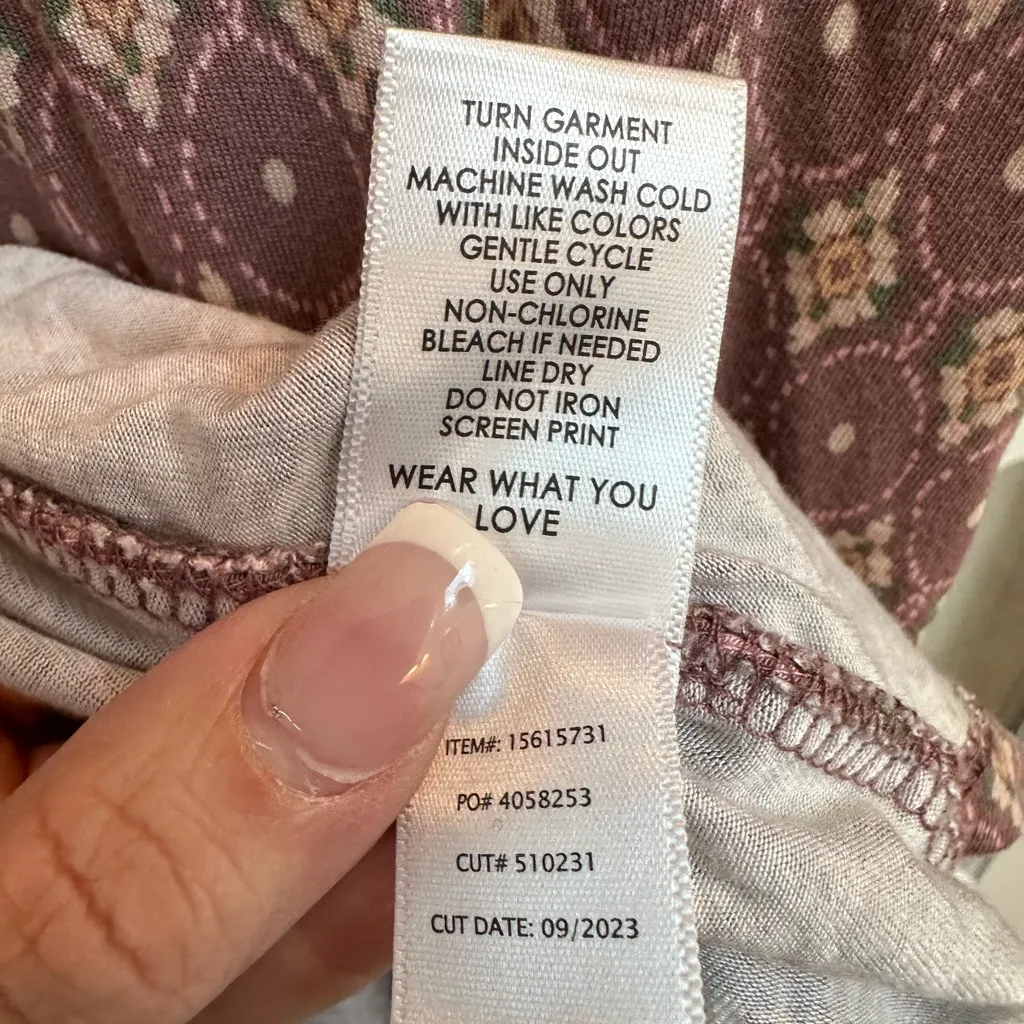 TURN GARMENT
INSIDE OUT
MACHINE WASH COLD
WITH LIKE COLORS
GENTLE CYCLE
USE ONLY
NON-CHLORINE
BLEACH IF NEEDED
LINE DRY
DO NOT IRON
SCREEN PRINT
WEAR WHAT YOU
LOVE
ITEM#: 15615731
PO# 4058253
CUT# 510231
CUT DATE: 09/2023